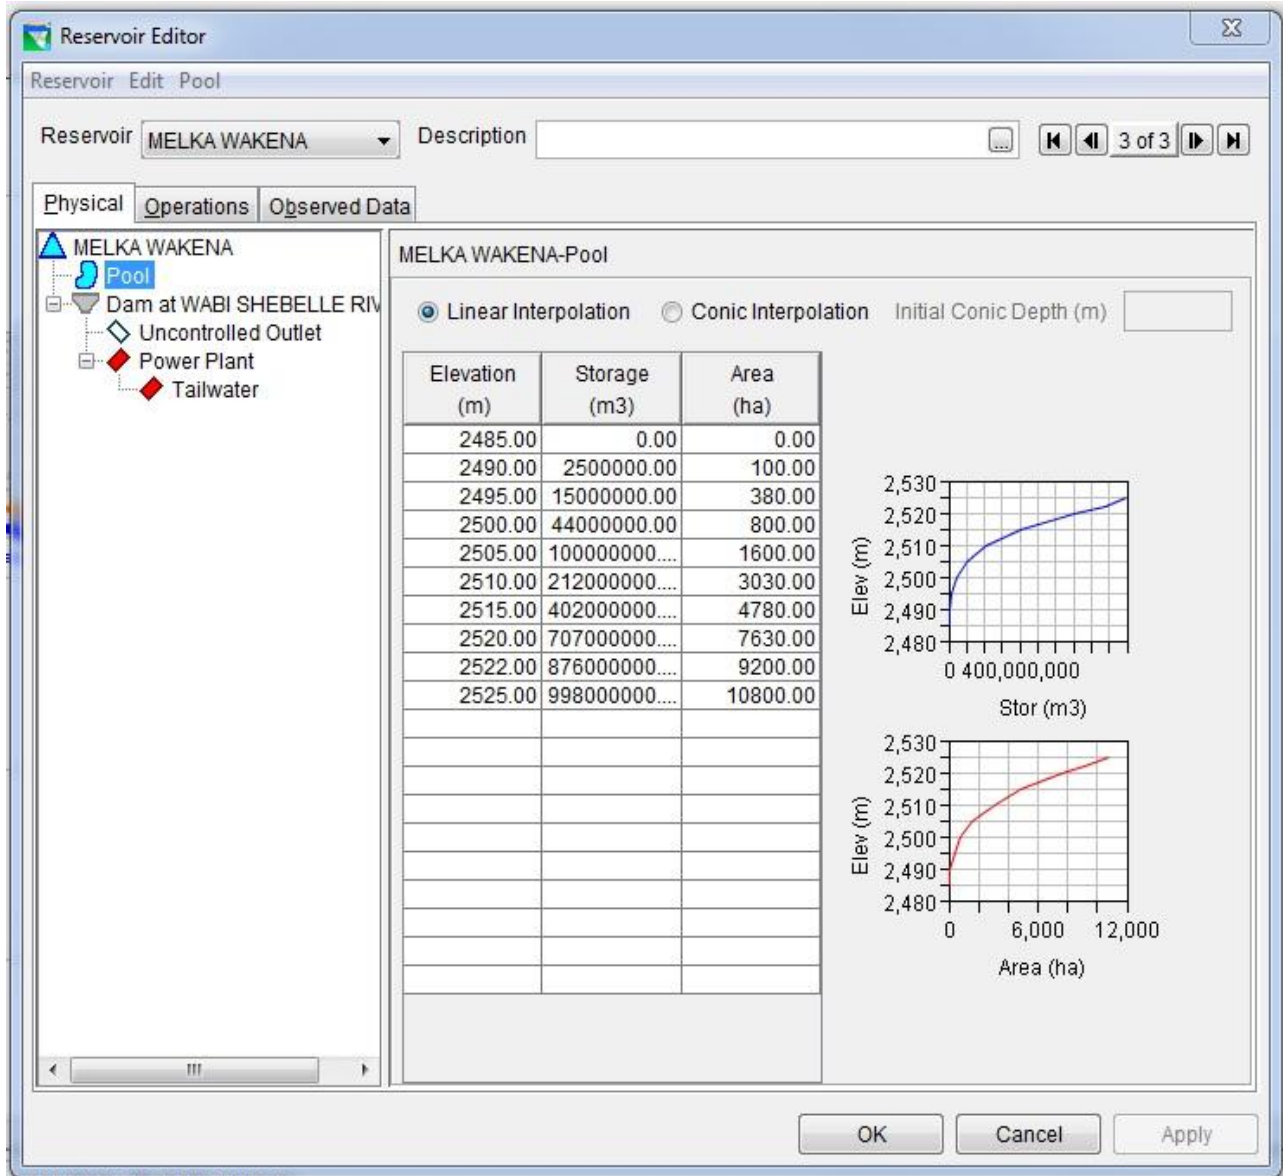 Reservoir Editor
Reservoir Edit Pool
Reservoir MELKA WAKENA Description ... 3 of 3
Physical Operations Observed Data
MELKA WAKENA
Pool
Dam at WABI SHEBELLE RIV
Uncontrolled Outlet
Power Plant
Tailwater
MELKA WAKENA-Pool
Linear Interpolation Conic Interpolation Initial Conic Depth (m)
Elevation Storage Area
(m) (m3) (ha)
2485.00 0.00 0.00
2490.00 2500000.00 100.00
2495.00 15000000.00 380.00
2500.00 44000000.00 800.00
2505.00 100000000.... 1600.00
2510.00 212000000.... 3030.00
2515.00 402000000.... 4780.00
2520.00 707000000.... 7630.00
2522.00 876000000.... 9200.00
2525.00 998000000.... 10800.00
2,530
2,520
2,510
2,500
2,490
2,480
Elev (m)
0 400,000,000
Stor (m3)
2,530
2,520
2,510
2,500
2,490
2,480
Elev (m)
0 6,000 12,000
Area (ha)
OK Cancel Apply